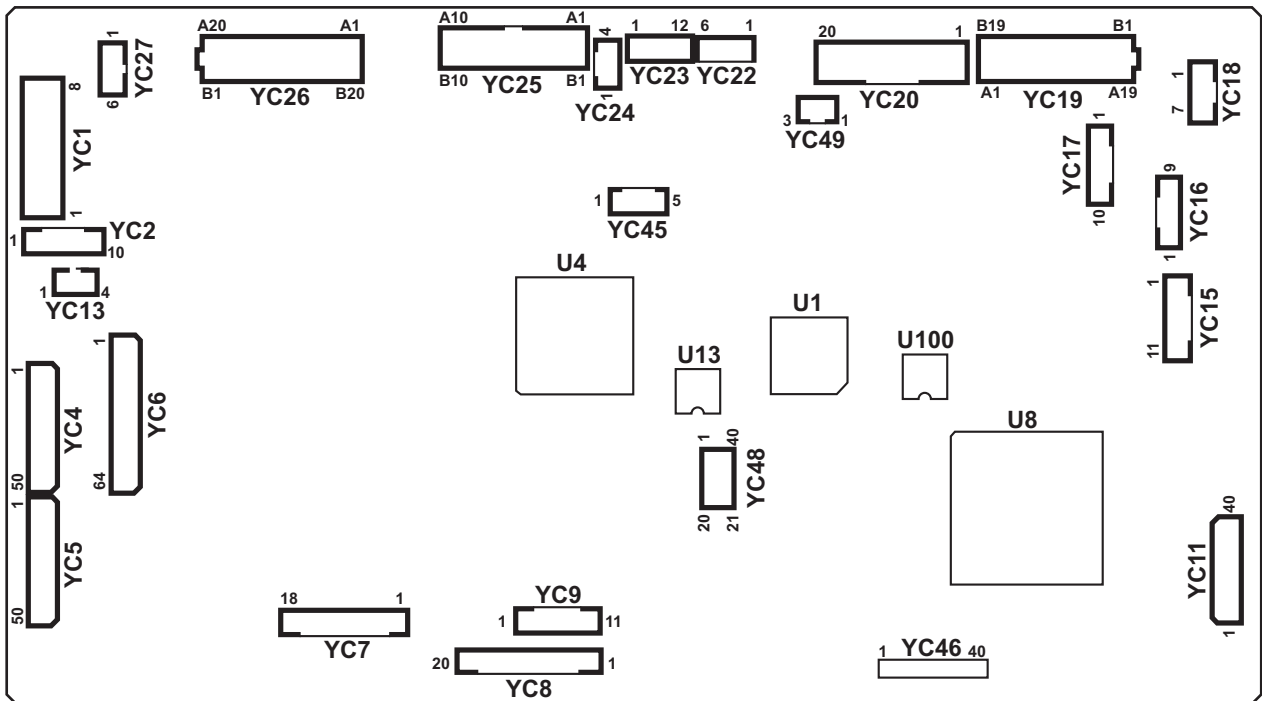 A20 A1
B1 B20
YC26
A10 A1
B10 B1
YC25
4
1
YC24
1 12
YC23
6 1
YC22
20 1
YC20
B19 B1
A1 A19
YC19
1
7
YC18
1
6
YC27
8
1
YC1
3 1
YC49
1
10
YC17
9
1
YC16
1 5
YC45
1 10
YC2
1 4
YC13
U4
U1
U13
U100
1
11
YC15
1
64
YC6
1
50
YC4
1
50
YC5
1 40
20 21
YC48
U8
40
1
YC11
18 1
YC7
1 11
YC9
20 1
YC8
1 40
YC46